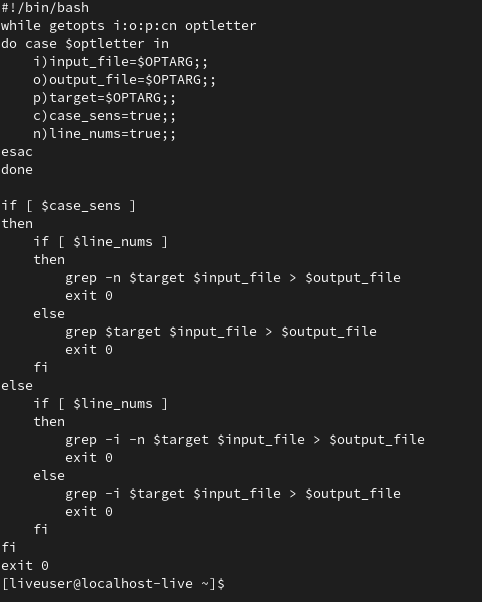 #!/bin/bash
while getopts i:o:p:cn optletter
do case $optletter in
    i)input_file=$OPTARG;;
    o)output_file=$OPTARG;;
    p)target=$OPTARG;;
    c)case_sens=true;;
    n)line_nums=true;;
esac
done

if [ $case_sens ]
then
    if [ $line_nums ]
    then
        grep -n $target $input_file > $output_file
        exit 0
    else
        grep $target $input_file > $output_file
        exit 0
    fi
else
    if [ $line_nums ]
    then
        grep -i -n $target $input_file > $output_file
        exit 0
    else
        grep -i $target $input_file > $output_file
        exit 0
    fi
fi
exit 0
[liveuser@localhost-live ~]$